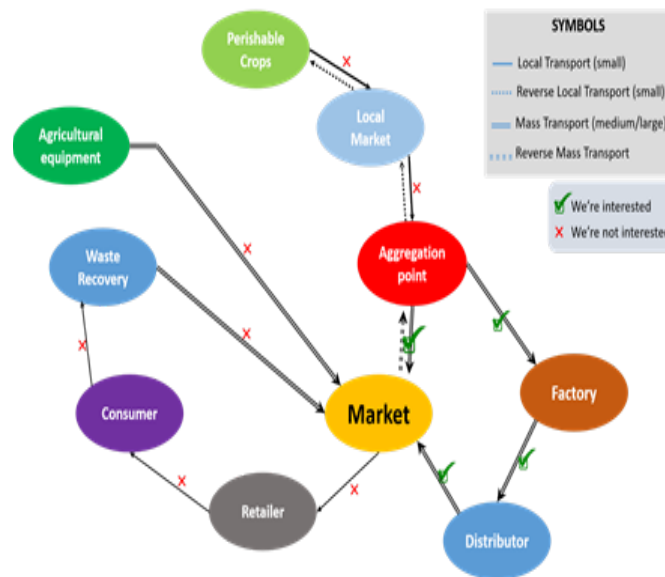 Perishable
Crops
SYMBOLS
Local Transport (small)
Reverse Local Transport (small)
Mass Transport (medium/large)
Reverse Mass Transport
Local
Market
Agricultural
equipment
We're interested
We're not interested
Waste
Recovery
Aggregation
point
Factory
Consumer
Market
Retailer
Distributor